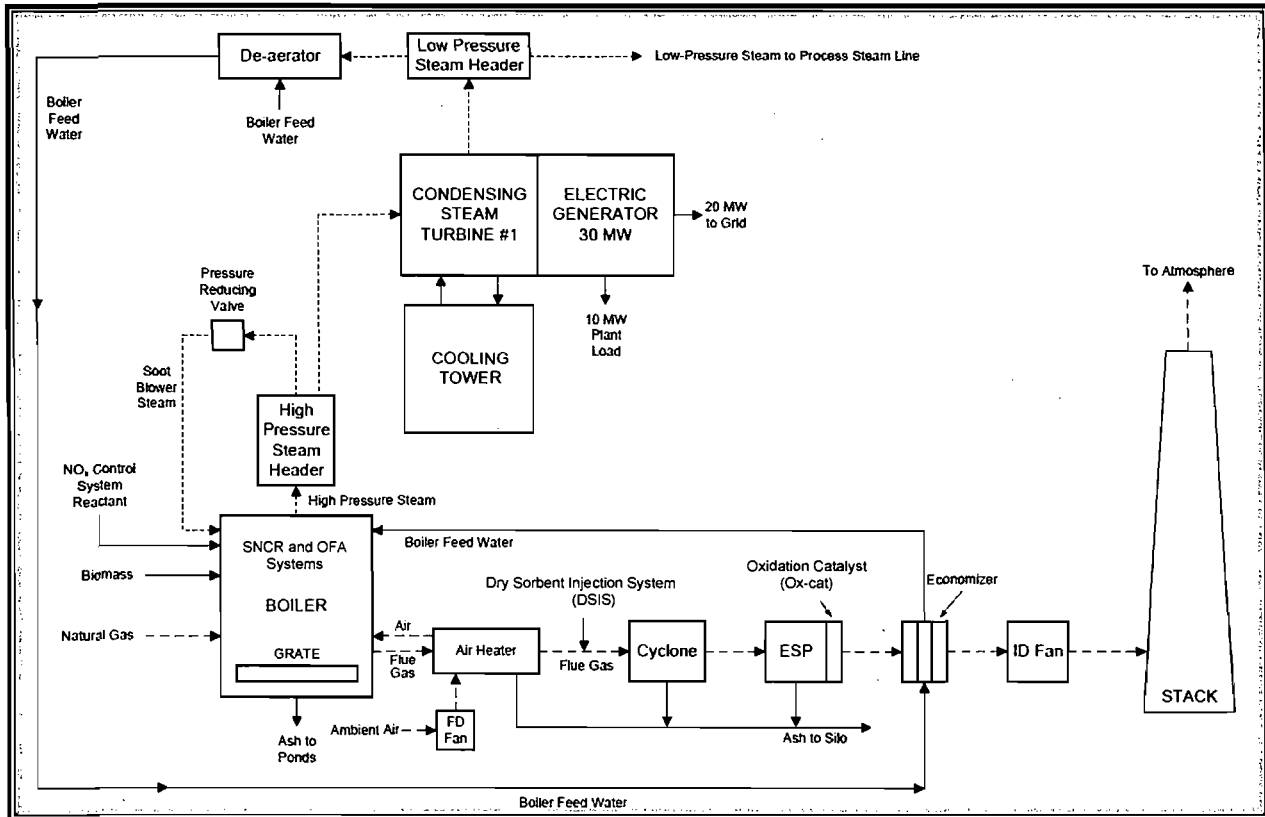 De-aerator
Low Pressure
Steam Header
Low-Pressure Steam to Process Steam Line
Boiler
Feed
Water
Boiler Feed
Water
CONDENSING
STEAM
TURBINE #1
ELECTRIC
GENERATOR
30 MW
20 MW
to Grid
10 MW
Plant
Load
COOLING
TOWER
To Atmosphere
Pressure
Reducing
Valve
Soot
Blower
Steam
High
Pressure
Steam
Header
High Pressure Steam
NOx Control
System
Reactant
Biomass
Natural Gas
SNCR and OFA
Systems
BOILER
GRATE
Boiler Feed Water
Dry Sorbent Injection System
(DSIS)
Oxidation Catalyst
(Ox-cat)
Economizer
Air
Flue
Gas
Air Heater
Flue Gas
Cyclone
ESP
ID Fan
STACK
Ambient Air
FD
Fan
Ash to
Ponds
Ash to Silo
Boiler Feed Water